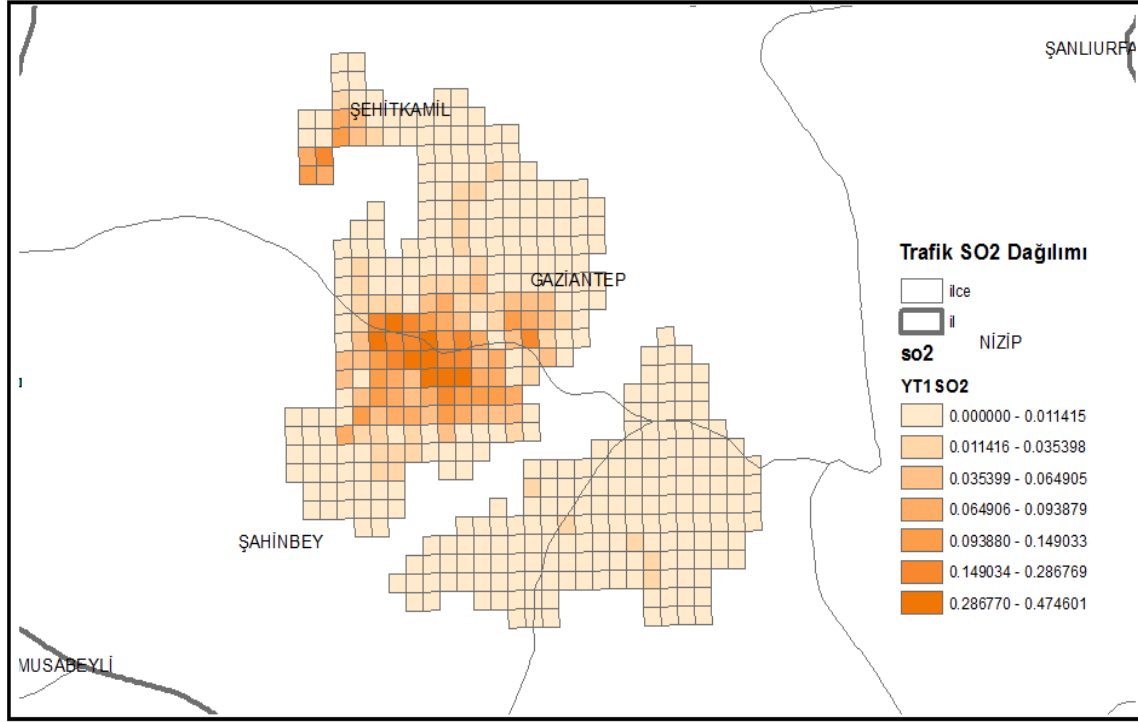 ŞANLIURFA
ŞEHİTKAMİL
GAZİANTEP
ŞAHİNBEY
MUSABEYLİ
NİZİP
Trafik SO2 Dağılımı
ilce
il
so2
YT1SO2
0.000000 - 0.011415
0.011416 - 0.035398
0.035399 - 0.064905
0.064906 - 0.093879
0.093880 - 0.149033
0.149034 - 0.286769
0.286770 - 0.474601